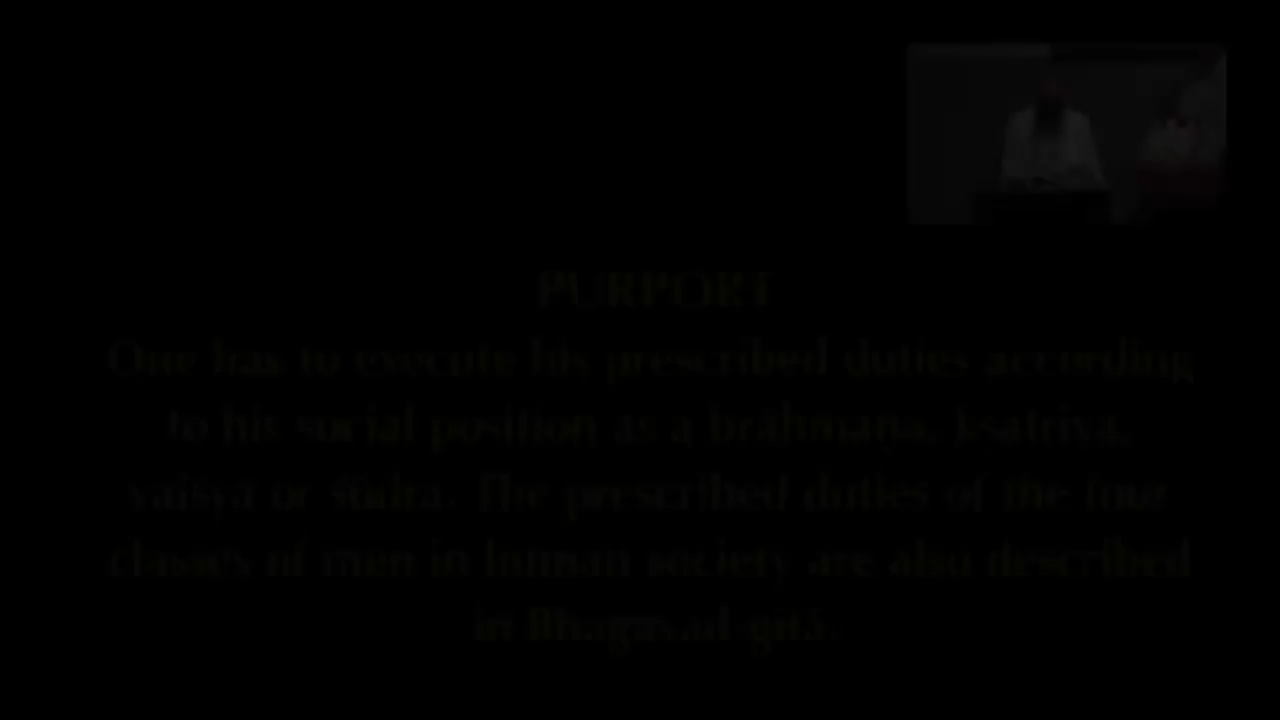 PURPORT
One has to execute his prescribed duties according
to his social position as a brāhmaṇa, kṣatriya,
vaiśya or śūdra. The prescribed duties of the four
classes of men in human society are also described
in Bhagavad-gītā.